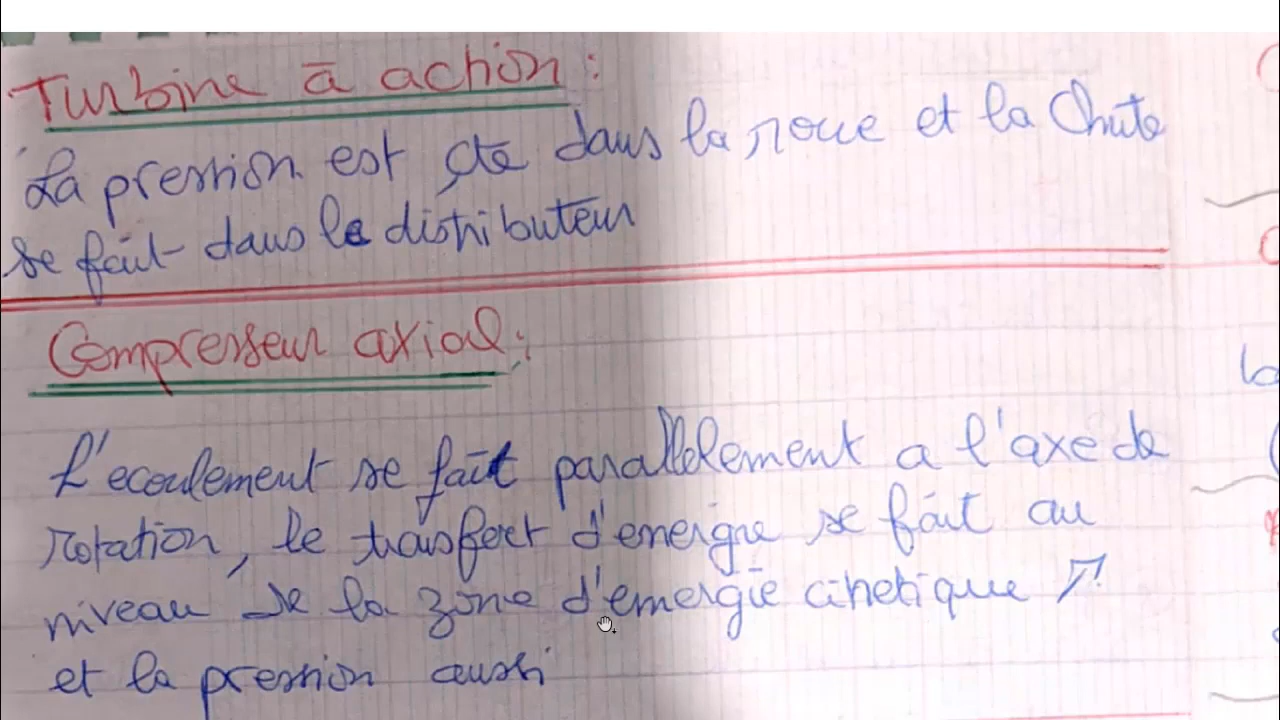 Turbine à action :
La pression est cte dans la roue et la Chute
se fait dans le distributeur
Compresseur axial :
L'ecoulement se fait parallelement a l'axe de
rotation, le transfert d'emergie se fait au
niveau de la zone d'emergie cinetique ↗
et la pression aussi